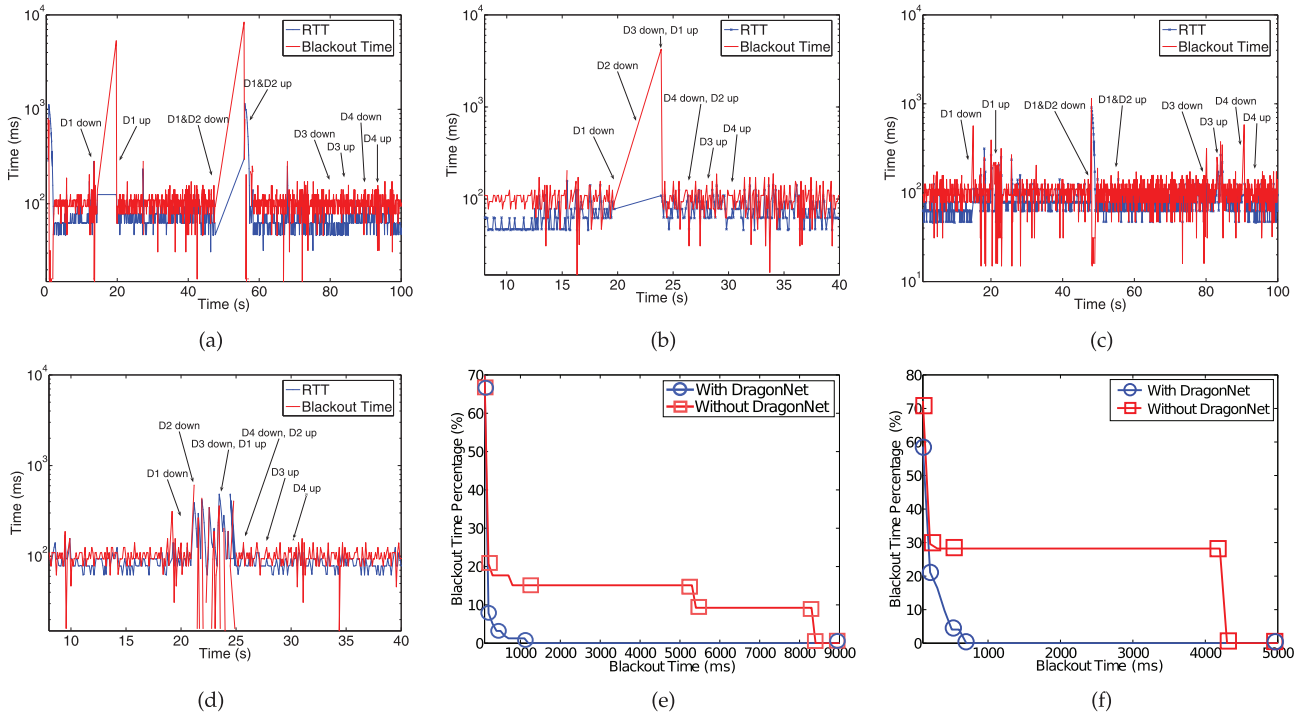 RTT
Blackout Time
10^4
10^3
10^2
Time (ms)
D1 down
D1 up
D1&D2 down
D1&D2 up
D3 down
D3 up
D4 down
D4 up
0 20 40 60 80 100
Time (s)
(a)
RTT
Blackout Time
10^4
10^3
10^2
Time (ms)
D1 down
D2 down
D3 down, D1 up
D4 down, D2 up
D3 up
D4 up
10 15 20 25 30 35 40
Time (s)
(b)
RTT
Blackout Time
10^4
10^3
10^2
10^1
Time (ms)
D1 down
D1 up
D1&D2 down
D1&D2 up
D3 down
D3 up
D4 down
D4 up
20 40 60 80 100
Time (s)
(c)
RTT
Blackout Time
10^4
10^3
10^2
Time (ms)
D1 down
D2 down
D3 down, D1 up
D4 down, D2 up
D3 up
D4 up
10 15 20 25 30 35 40
Time (s)
(d)
With DragonNet
Without DragonNet
70
60
50
40
30
20
10
0
Blackout Time Percentage (%)
1000 2000 3000 4000 5000 6000 7000 8000 9000
Blackout Time (ms)
(e)
With DragonNet
Without DragonNet
80
70
60
50
40
30
20
10
0
Blackout Time Percentage (%)
1000 2000 3000 4000 5000
Blackout Time (ms)
(f)